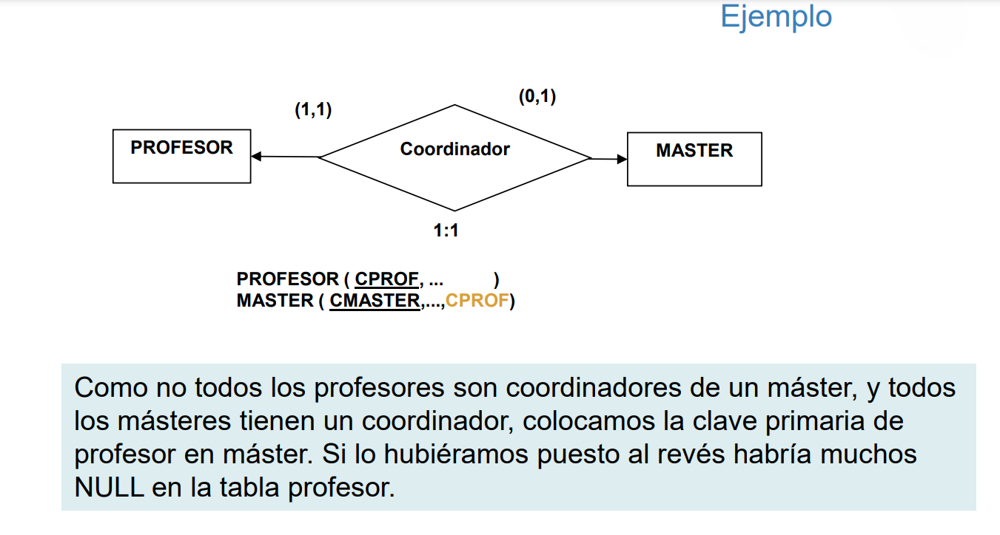 Ejemplo
(1,1)
(0,1)
PROFESOR
Coordinador
MASTER
1:1
PROFESOR ( CPROF, ... )
MASTER ( CMASTER,...,CPROF)
Como no todos los profesores son coordinadores de un máster, y todos
los másteres tienen un coordinador, colocamos la clave primaria de
profesor en máster. Si lo hubiéramos puesto al revés habría muchos
NULL en la tabla profesor.